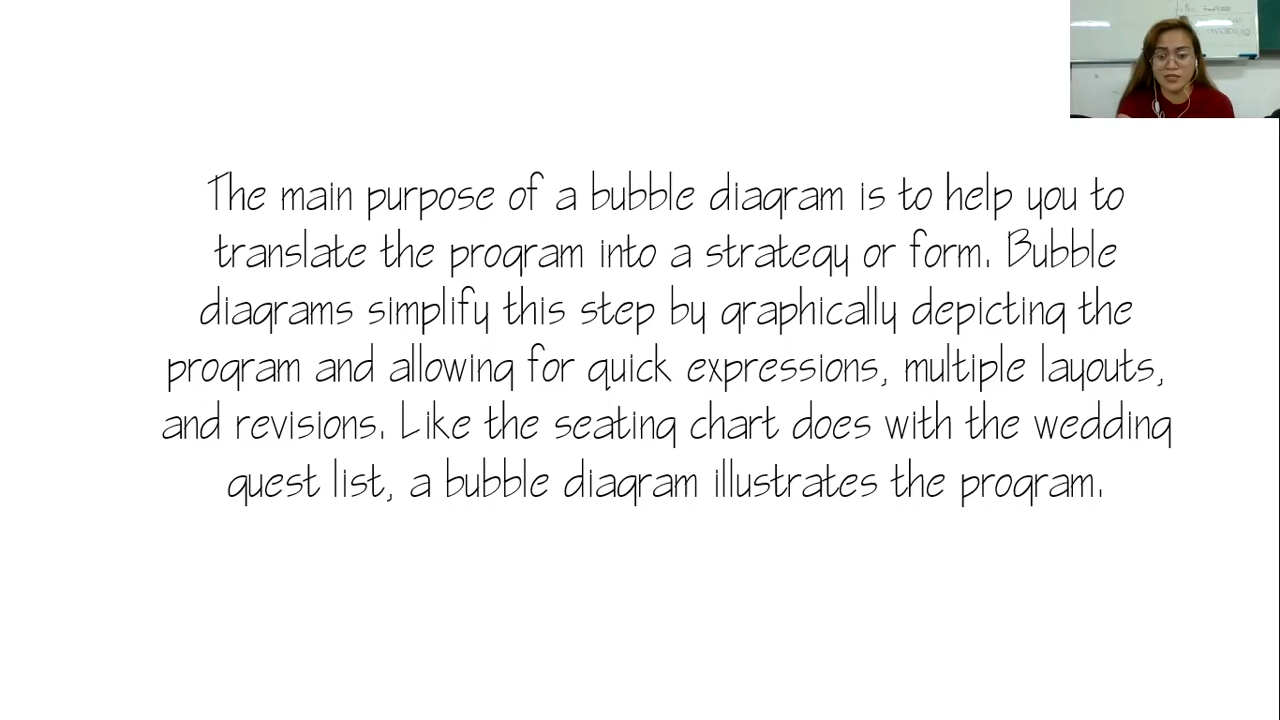 The main purpose of a bubble diagram is to help you to
translate the program into a strategy or form. Bubble
diagrams simplify this step by graphically depicting the
program and allowing for quick expressions, multiple layouts,
and revisions. Like the seating chart does with the wedding
guest list, a bubble diagram illustrates the program.